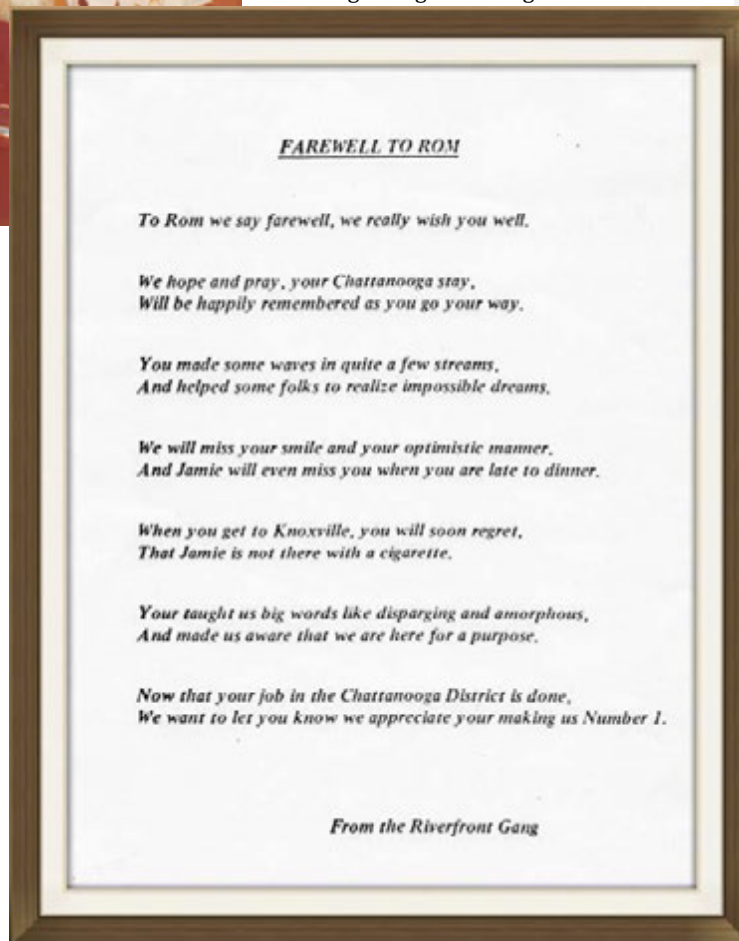 FAREWELL TO ROM
To Rom we say farewell, we really wish you well.
We hope and pray, your Chattanooga stay,
Will be happily remembered as you go your way.
You made some waves in quite a few streams,
And helped some folks to realize impossible dreams.
We will miss your smile and your optimistic manner,
And Jamie will even miss you when you are late to dinner.
When you get to Knoxville, you will soon regret,
That Jamie is not there with a cigarette.
Your taught us big words like disparging and amorphous,
And made us aware that we are here for a purpose.
Now that your job in the Chattanooga District is done,
We want to let you know we appreciate your making us Number 1.
From the Riverfront Gang